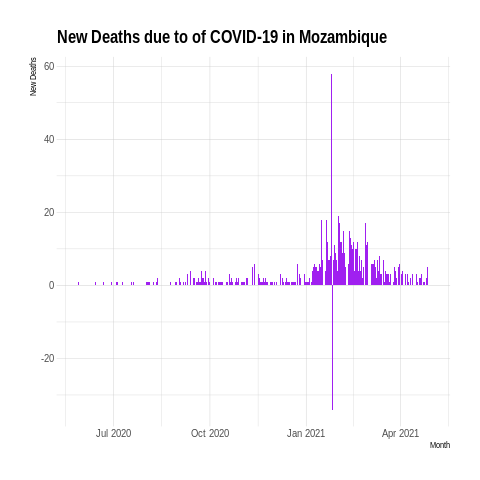 New Deaths due to of COVID-19 in Mozambique
New Deaths
60
40
20
0
-20
Jul 2020 Oct 2020 Jan 2021 Apr 2021
Month